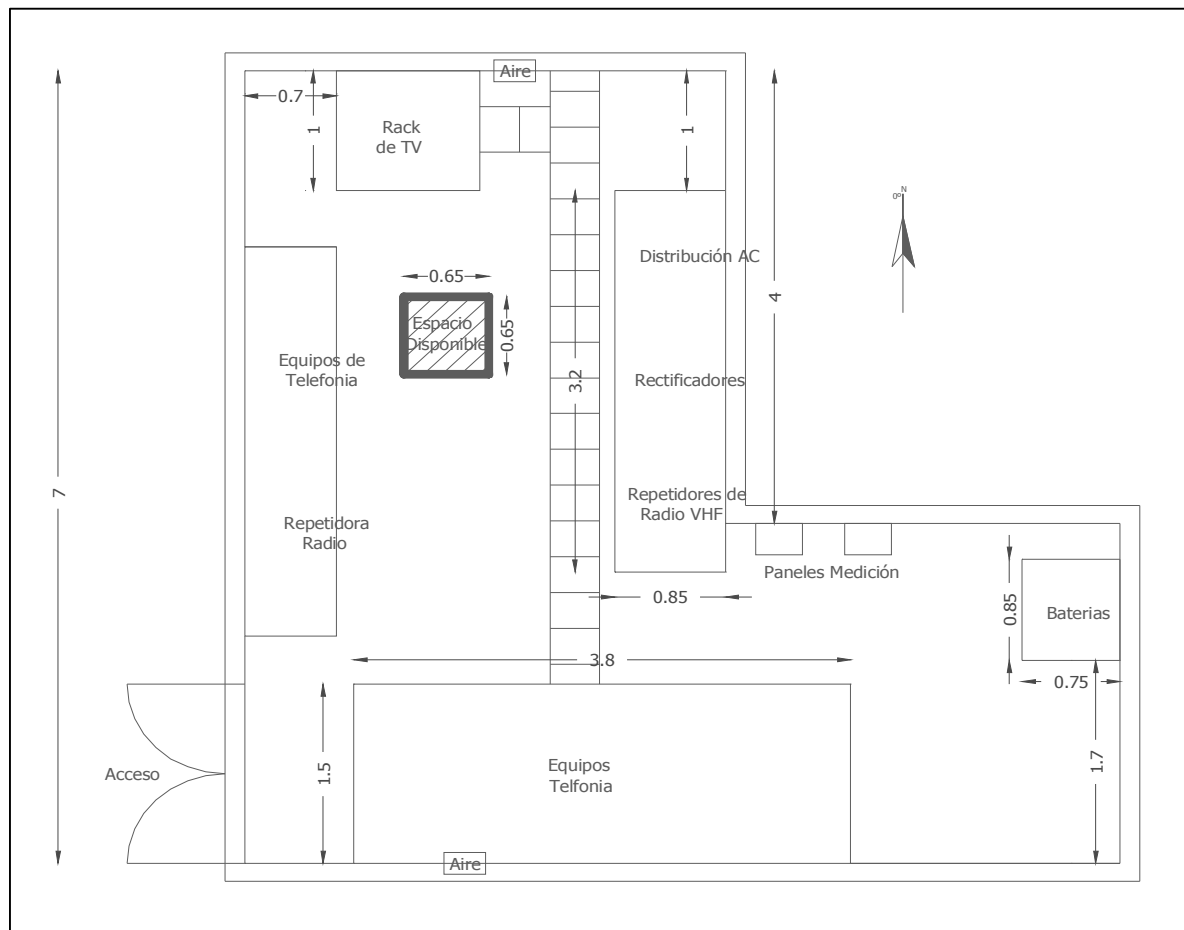 Aire
0.7
1
Rack
de TV
1
N
0º
Distribución AC
0.65
4
Espacio
Disponible
0.65
Equipos de
Telefonia
3.2
Rectificadores
7
Repetidora
Radio
Repetidores de
Radio VHF
Paneles Medición
0.85
0.85
Baterias
3.8
0.75
Acceso
1.5
Equipos
Telfonia
1.7
Aire